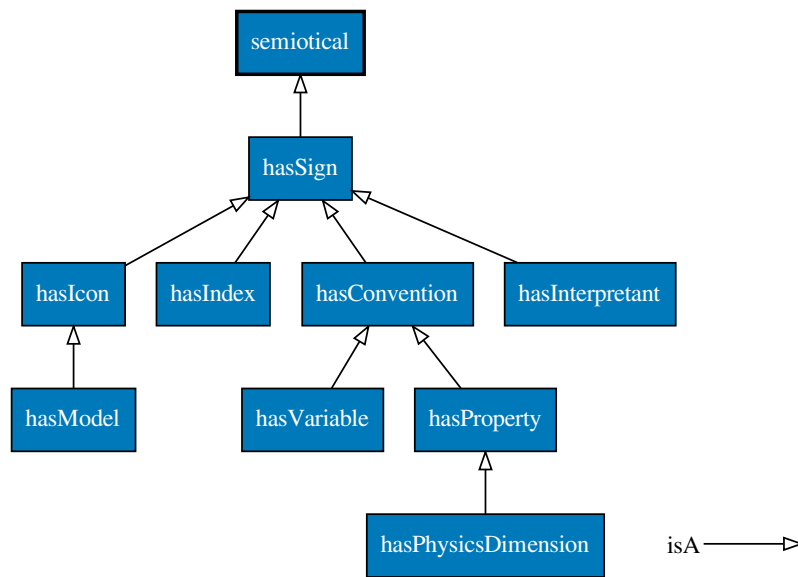 semiotical
hasSign
hasIcon
hasIndex
hasConvention
hasInterpretant
hasModel
hasVariable
hasProperty
hasPhysicsDimension
isA